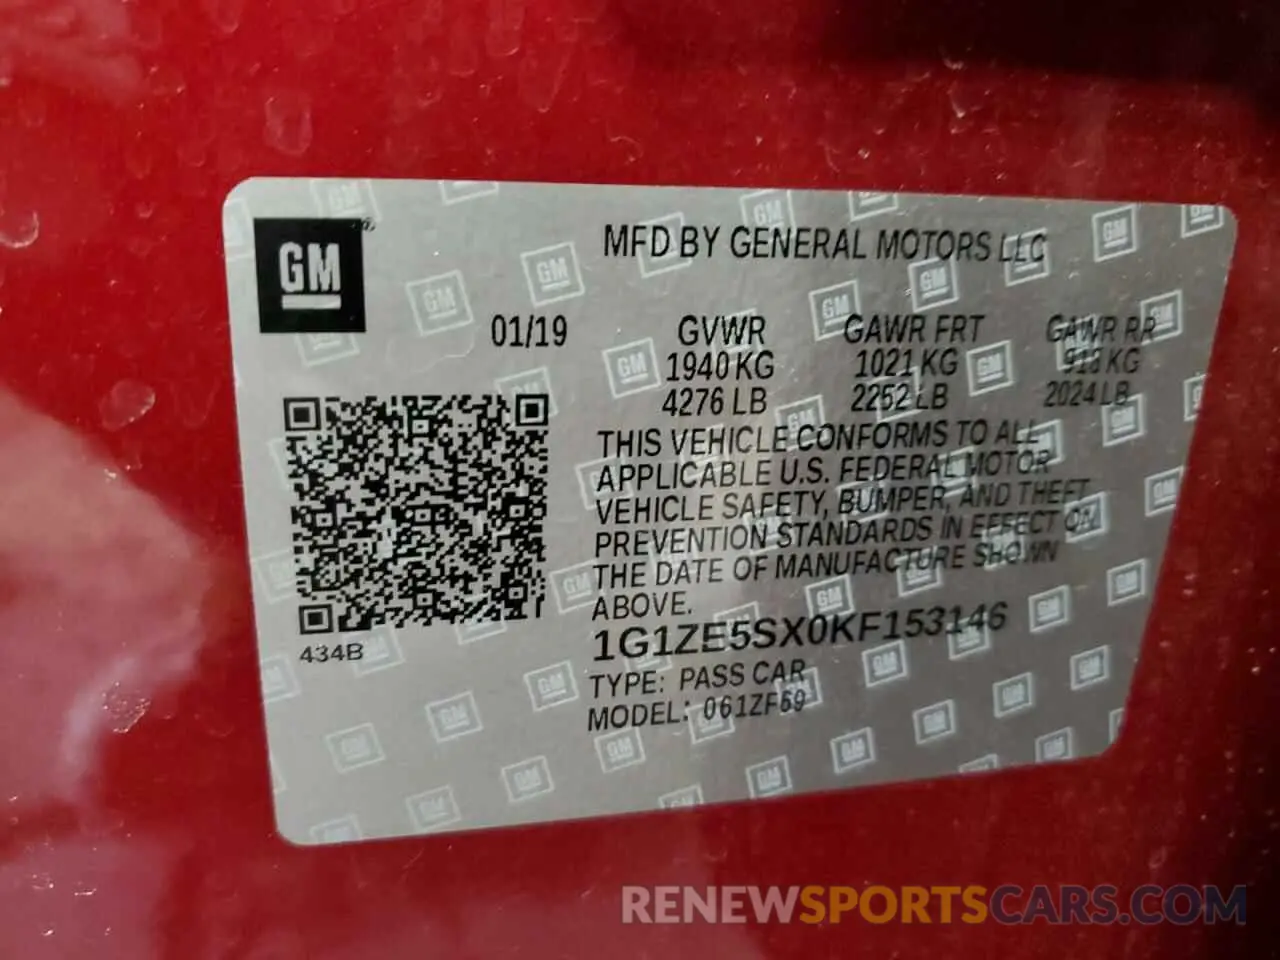 GM
MFD BY GENERAL MOTORS LLC
01/19
GVWR GAWR FRT GAWR RR
1940 KG 1021 KG 918 KG
4276 LB 2252 LB 2024 LB
THIS VEHICLE CONFORMS TO ALL
APPLICABLE U.S. FEDERAL MOTOR
VEHICLE SAFETY, BUMPER, AND THEFT
PREVENTION STANDARDS IN EFFECT ON
THE DATE OF MANUFACTURE SHOWN
ABOVE.
1G1ZE5SX0KF153146
434B
TYPE: PASS CAR
MODEL: 061ZF69
RENEWSPORTSCARS.COM